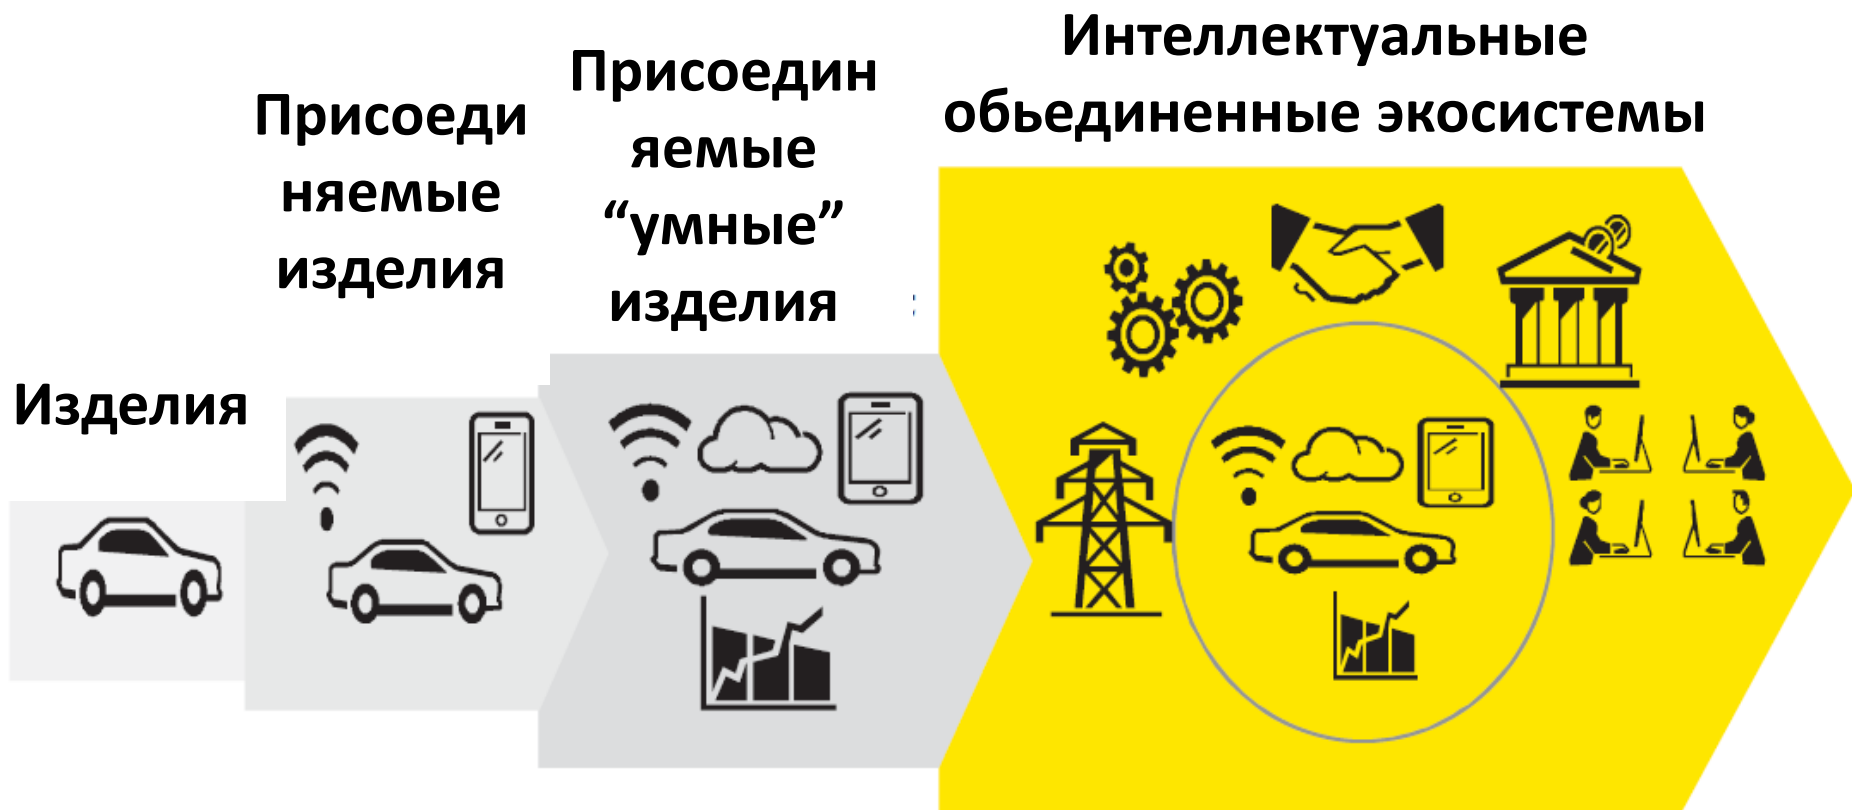 Изделия
Присоеди
няемые
изделия
Присоедин
яемые
“умные”
изделия
Интеллектуальные
обьединенные экосистемы